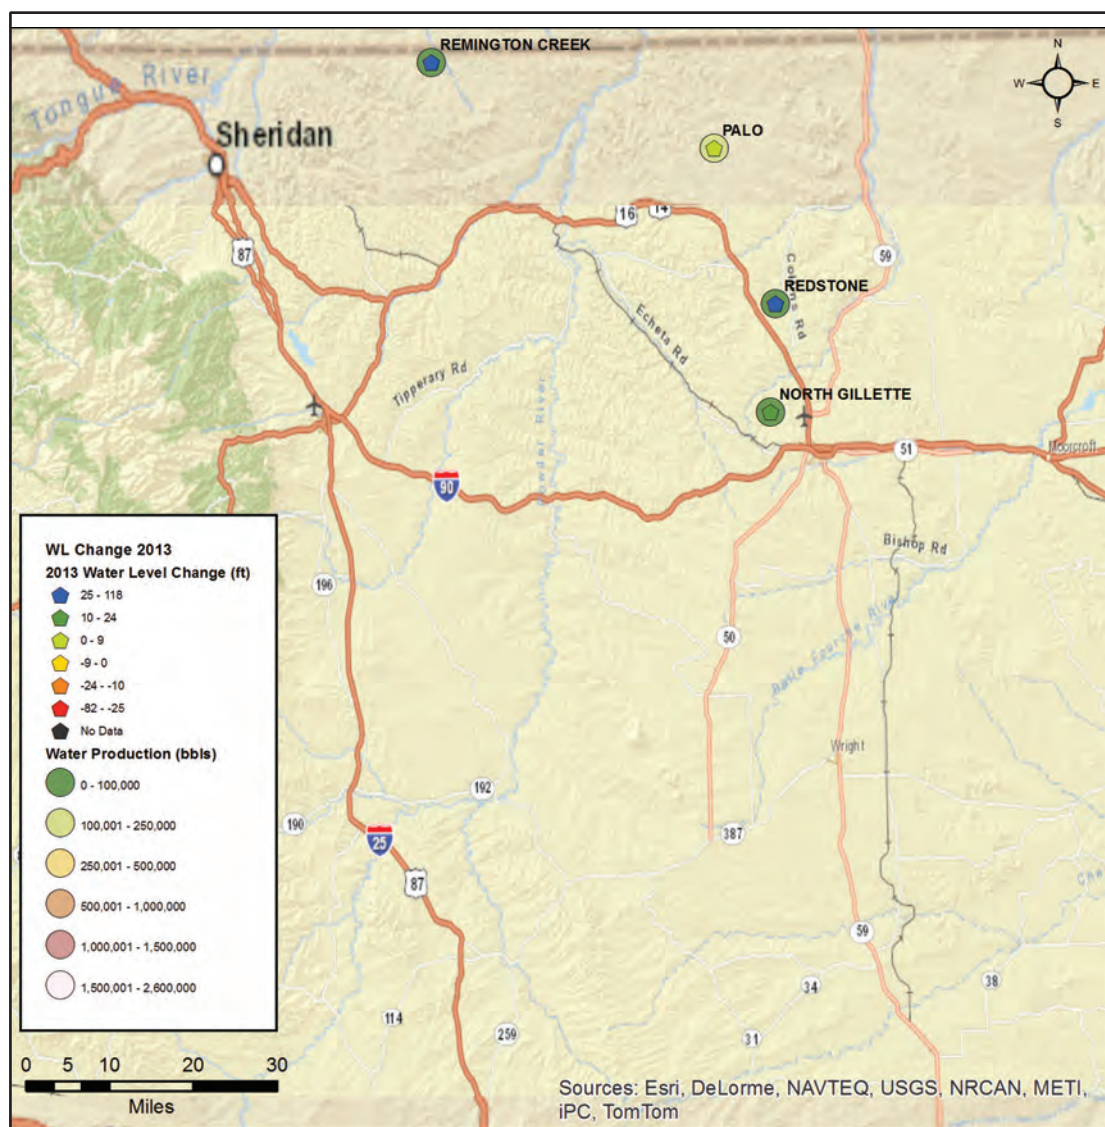 REMINGTON CREEK
N
W
E
S
Tongue River
Sheridan
PALO
16
14
87
59
Collins Rd
REDSTONE
Echeta Rd
Tipperary Rd
Powder River
NORTH GILLETTE
51
Moorcroft
90
Bishop Rd
WL Change 2013
2013 Water Level Change (ft)
25 - 118
10 - 24
0 - 9
-9 - 0
-24 - -10
-82 - -25
No Data
Water Production (bbls)
0 - 100,000
100,001 - 250,000
250,001 - 500,000
500,001 - 1,000,000
1,000,001 - 1,500,000
1,500,001 - 2,600,000
196
50
Belle Fourche River
Wright
192
190
25
387
87
Che
59
34
38
114
259
31
0 5 10 20 30
Miles
Sources: Esri, DeLorme, NAVTEQ, USGS, NRCAN, METI,
iPC, TomTom